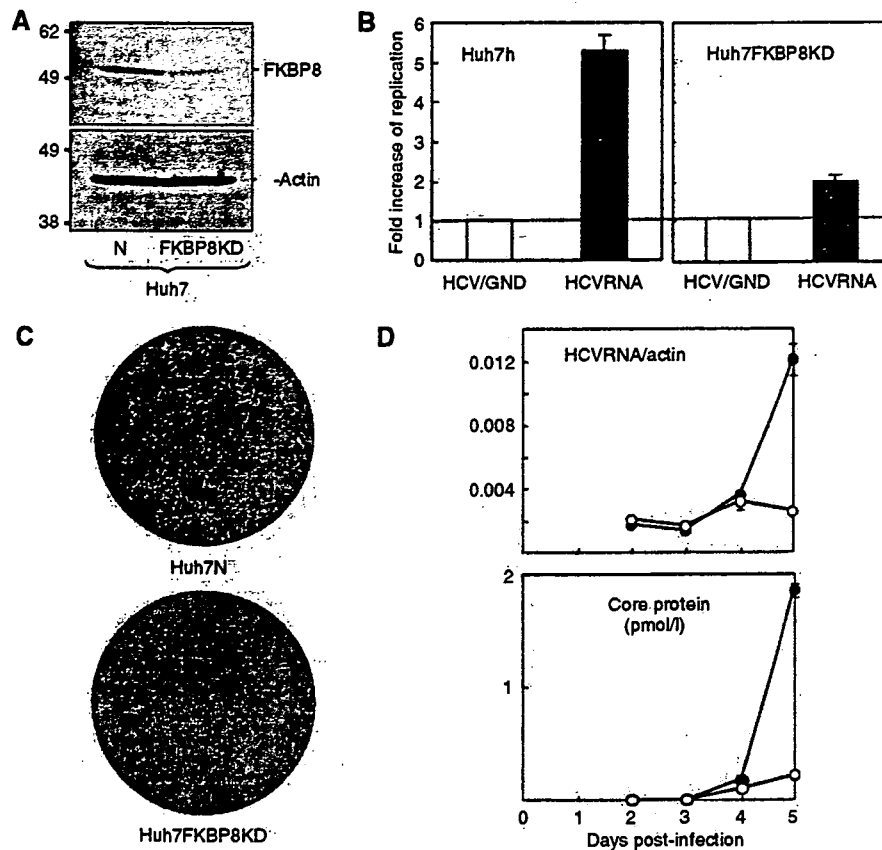 A
62
49
-FKBP8
49
-Actin
38
N FKBP8KD
Huh7
B
Fold increase of replication
6
5
4
3
2
1
0
Huh7h
HCV/GND HCVRNA
Huh7FKBP8KD
HCV/GND HCVRNA
C
Huh7N
Huh7FKBP8KD
D
HCVRNA/actin
0.012
0.008
0.004
Core protein
(pmol/l)
2
1
0 1 2 3 4 5
Days post-infection